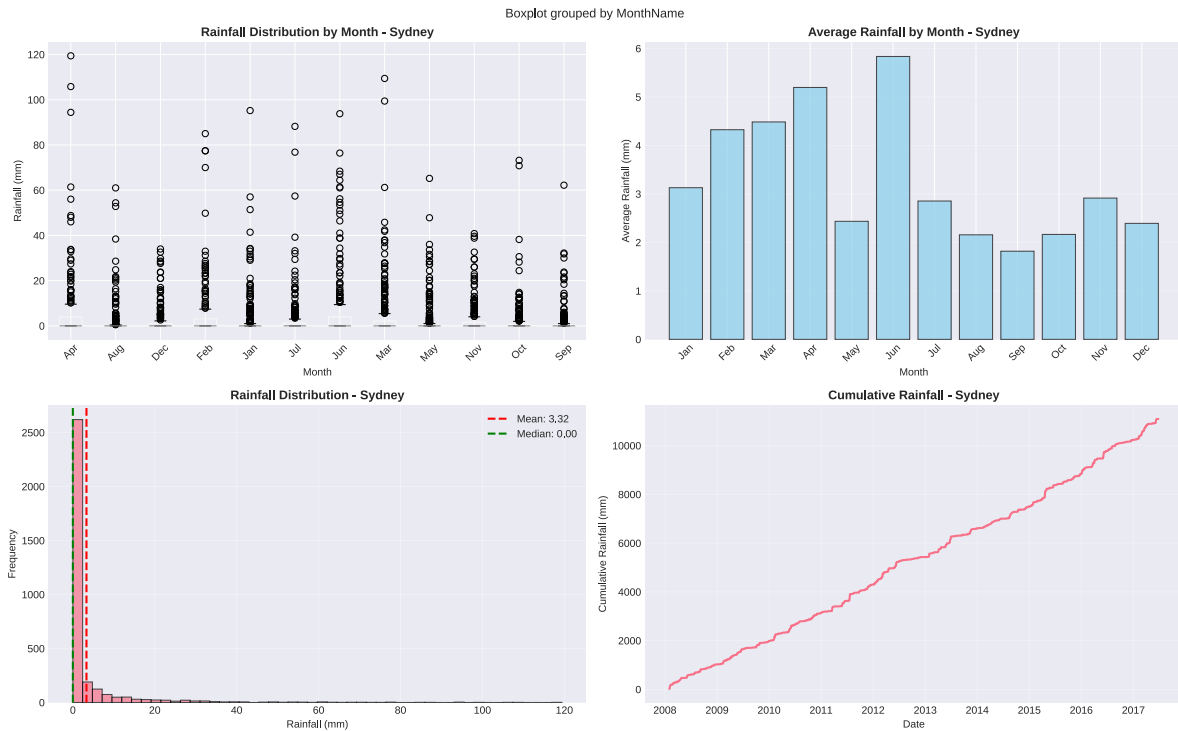 Boxplot grouped by MonthName
Rainfall Distribution by Month - Sydney
120
100
80
60
40
20
0
Rainfall (mm)
Apr
Aug
Dec
Feb
Jan
Jul
Jun
Mar
May
Nov
Oct
Sep
Month
Average Rainfall by Month - Sydney
6
5
4
3
2
1
0
Average Rainfall (mm)
Jan
Feb
Mar
Apr
May
Jun
Jul
Aug
Sep
Oct
Nov
Dec
Month
Rainfall Distribution - Sydney
Mean: 3.32
Median: 0.00
2500
2000
1500
1000
500
0
Frequency
0
20
40
60
80
100
120
Rainfall (mm)
Cumulative Rainfall - Sydney
10000
8000
6000
4000
2000
0
Cumulative Rainfall (mm)
2008
2009
2010
2011
2012
2013
2014
2015
2016
2017
Date